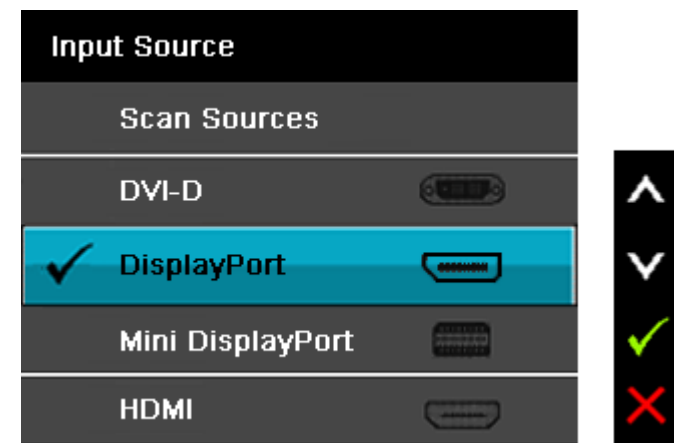 Input Source
Scan Sources
DVI-D
DisplayPort
Mini DisplayPort
HDMI